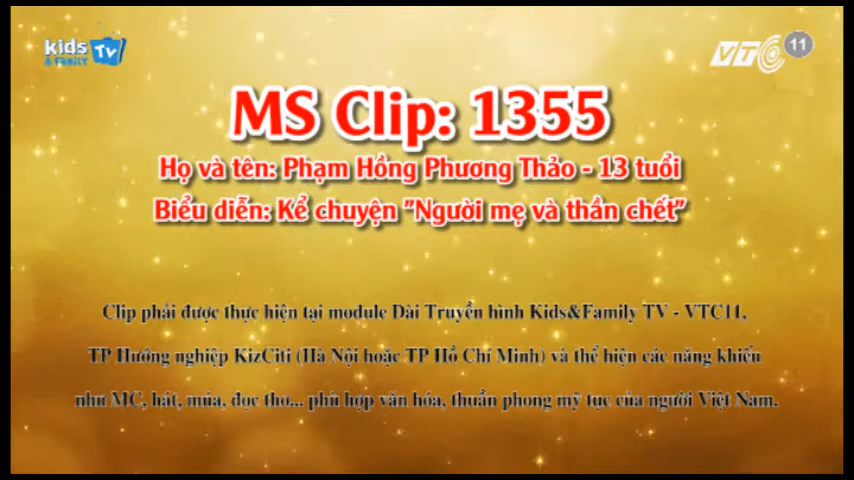 kids TV
& FAMILY
VTC 11
MS Clip: 1355
Họ và tên: Phạm Hồng Phương Thảo - 13 tuổi
Biểu diễn: Kể chuyện "Người mẹ và thần chết"
Clip phải được thực hiện tại module Đài Truyền hình Kids&Family TV - VTC11,
TP Hướng nghiệp KizCiti (Hà Nội hoặc TP Hồ Chí Minh) và thể hiện các năng khiếu
như MC, hát, múa, đọc thơ... phù hợp văn hóa, thuần phong mỹ tục của người Việt Nam.